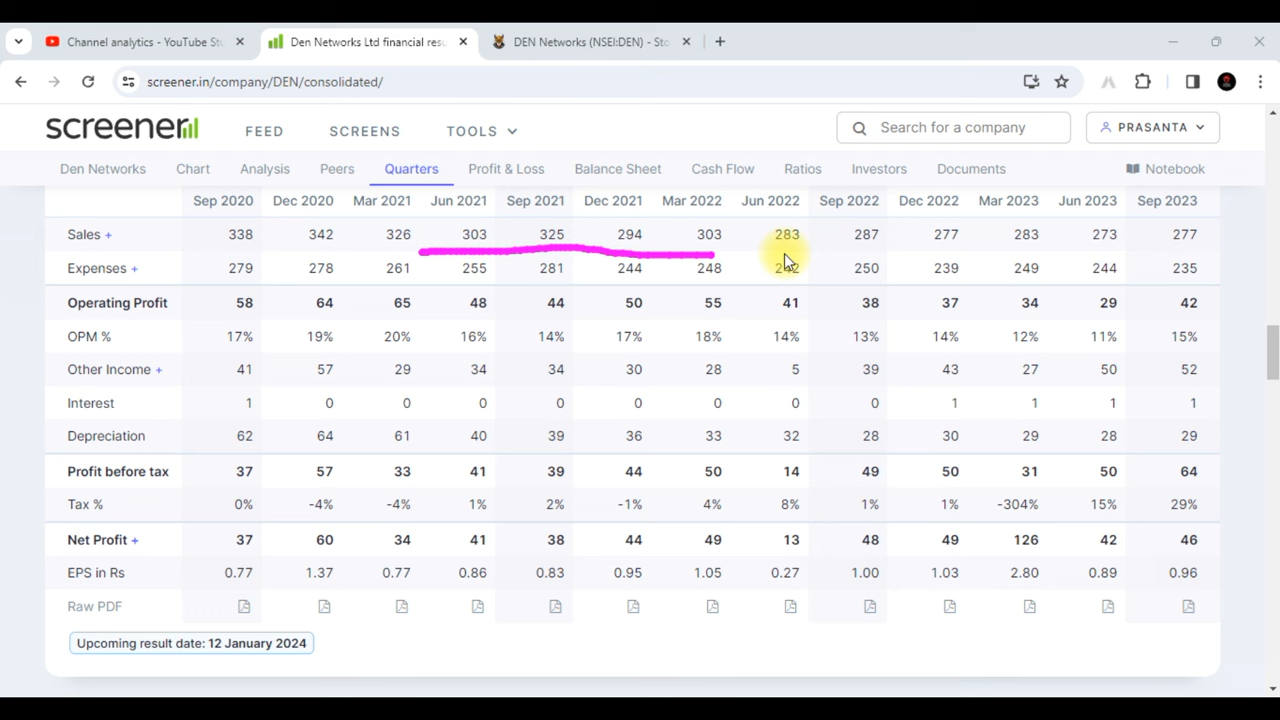 Channel analytics - YouTube Stu
Den Networks Ltd financial resu
DEN Networks (NSEI:DEN) - Sto
screener.in/company/DEN/consolidated/
screener
FEED SCREENS TOOLS
Search for a company
PRASANTA
Den Networks Chart Analysis Peers Quarters Profit & Loss Balance Sheet Cash Flow Ratios Investors Documents Notebook
Sep 2020 Dec 2020 Mar 2021 Jun 2021 Sep 2021 Dec 2021 Mar 2022 Jun 2022 Sep 2022 Dec 2022 Mar 2023 Jun 2023 Sep 2023
Sales + 338 342 326 303 325 294 303 283 287 277 283 273 277
Expenses + 279 278 261 255 281 244 248 242 250 239 249 244 235
Operating Profit 58 64 65 48 44 50 55 41 38 37 34 29 42
OPM % 17% 19% 20% 16% 14% 17% 18% 14% 13% 14% 12% 11% 15%
Other Income + 41 57 29 34 34 30 28 5 39 43 27 50 52
Interest 1 0 0 0 0 0 0 0 0 1 1 1 1
Depreciation 62 64 61 40 39 36 33 32 28 30 29 28 29
Profit before tax 37 57 33 41 39 44 50 14 49 50 31 50 64
Tax % 0% -4% -4% 1% 2% -1% 4% 8% 1% 1% -304% 15% 29%
Net Profit + 37 60 34 41 38 44 49 13 48 49 126 42 46
EPS in Rs 0.77 1.37 0.77 0.86 0.83 0.95 1.05 0.27 1.00 1.03 2.80 0.89 0.96
Raw PDF
Upcoming result date: 12 January 2024